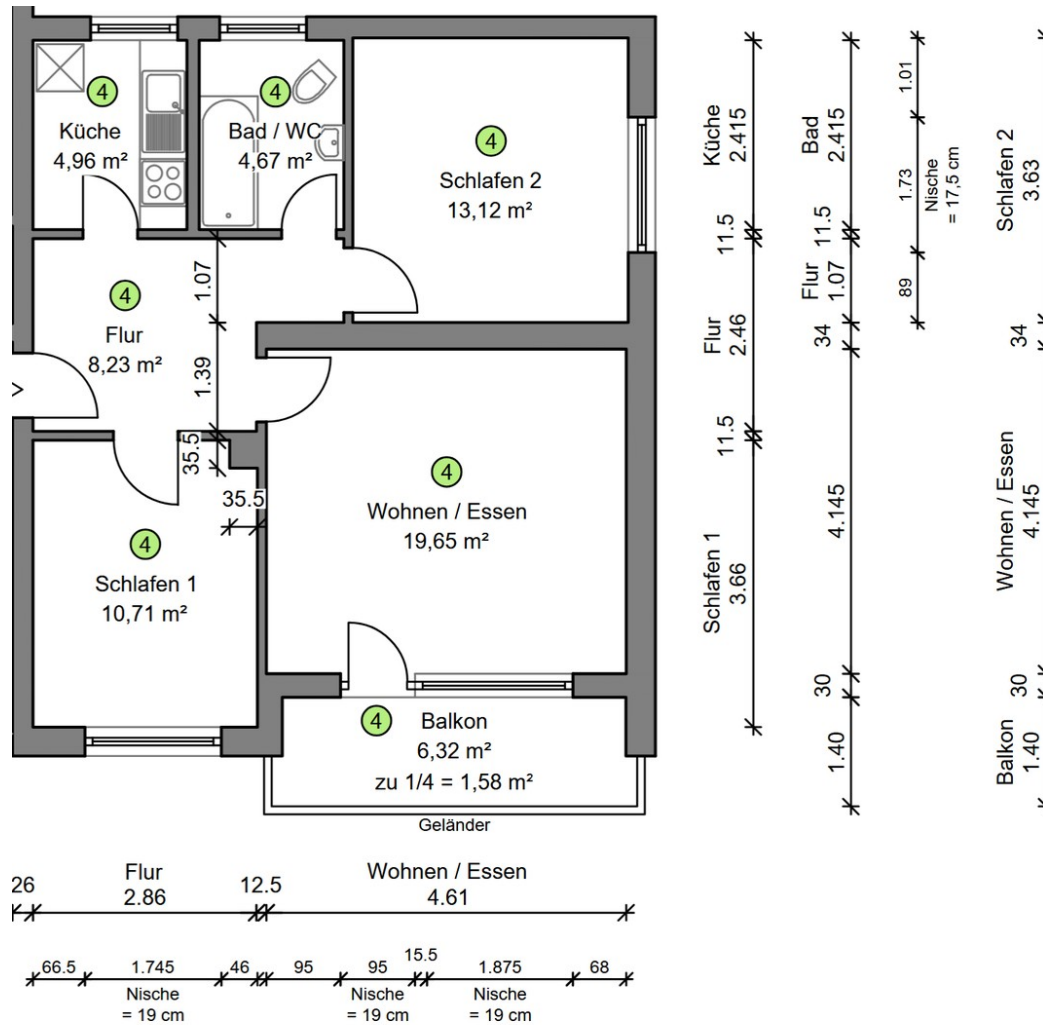 4
Küche
4,96 m²
4
Bad / WC
4,67 m²
4
Schlafen 2
13,12 m²
4
Flur
8,23 m²
1.07
1.39
35.5
35.5
4
Schlafen 1
10,71 m²
4
Wohnen / Essen
19,65 m²
4
Balkon
6,32 m²
zu 1/4 = 1,58 m²
Geländer
Küche
2.415
11.5
Flur
2.46
11.5
Schlafen 1
3.66
Bad
2.415
11.5
Flur
1.07
34
4.145
30
1.40
1.01
1.73
Nische
= 17,5 cm
89
Schlafen 2
3.63
34
Wohnen / Essen
4.145
30
Balkon
1.40
26
Flur
2.86
12.5
Wohnen / Essen
4.61
66.5
1.745
Nische
= 19 cm
46
95
95
Nische
= 19 cm
15.5
1.875
Nische
= 19 cm
68